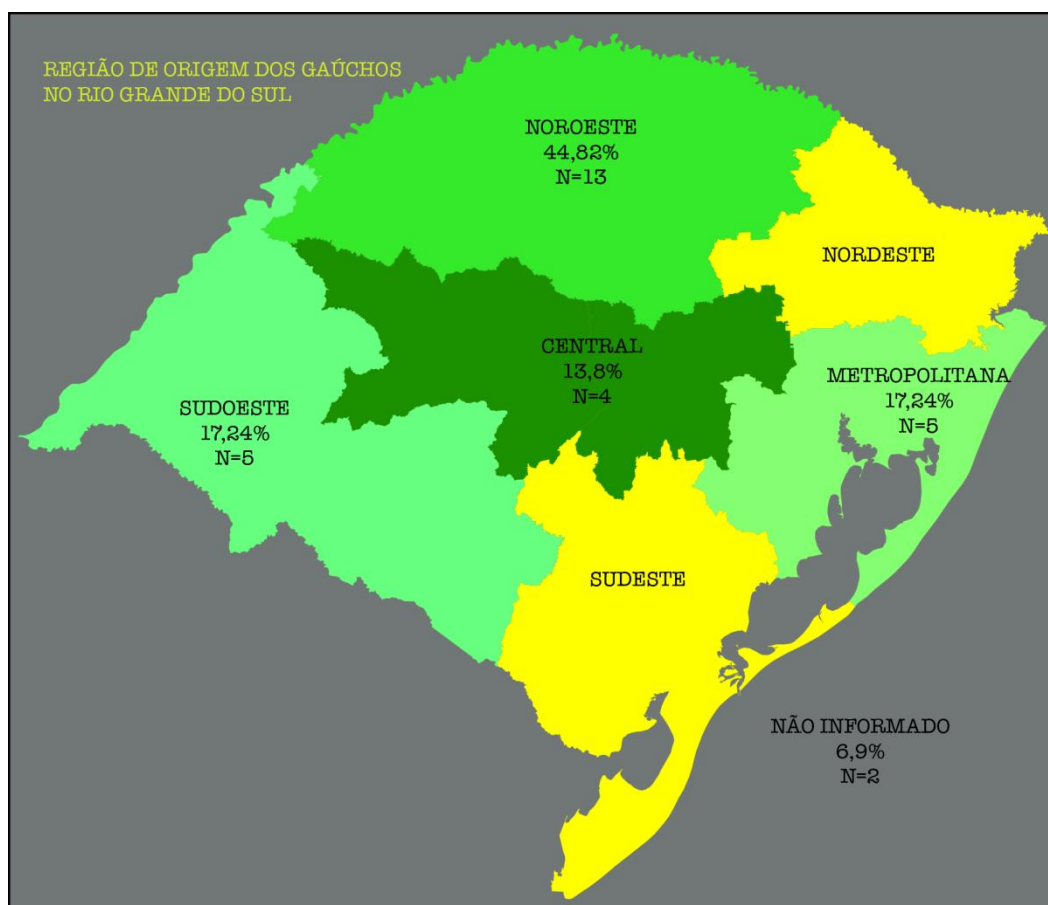 REGIÃO DE ORIGEM DOS GAÚCHOS
NO RIO GRANDE DO SUL
NOROESTE
44,82%
N=13
NORDESTE
CENTRAL
13,8%
N=4
METROPOLITANA
17,24%
N=5
SUDOESTE
17,24%
N=5
SUDESTE
NÃO INFORMADO
6,9%
N=2